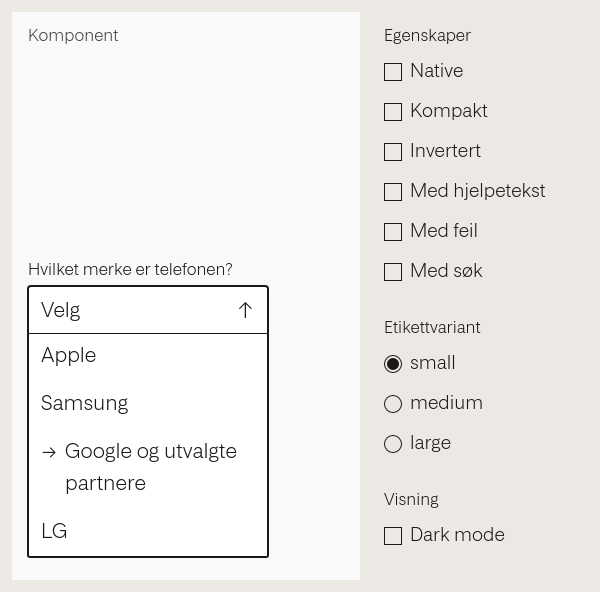 Komponent
Hvilket merke er telefonen?
Velg
Apple
Samsung
Google og utvalgte
partnere
LG
Egenskaper
Native
Kompakt
Invertert
Med hjelpetekst
Med feil
Med søk
Etikettvariant
small
medium
large
Visning
Dark mode